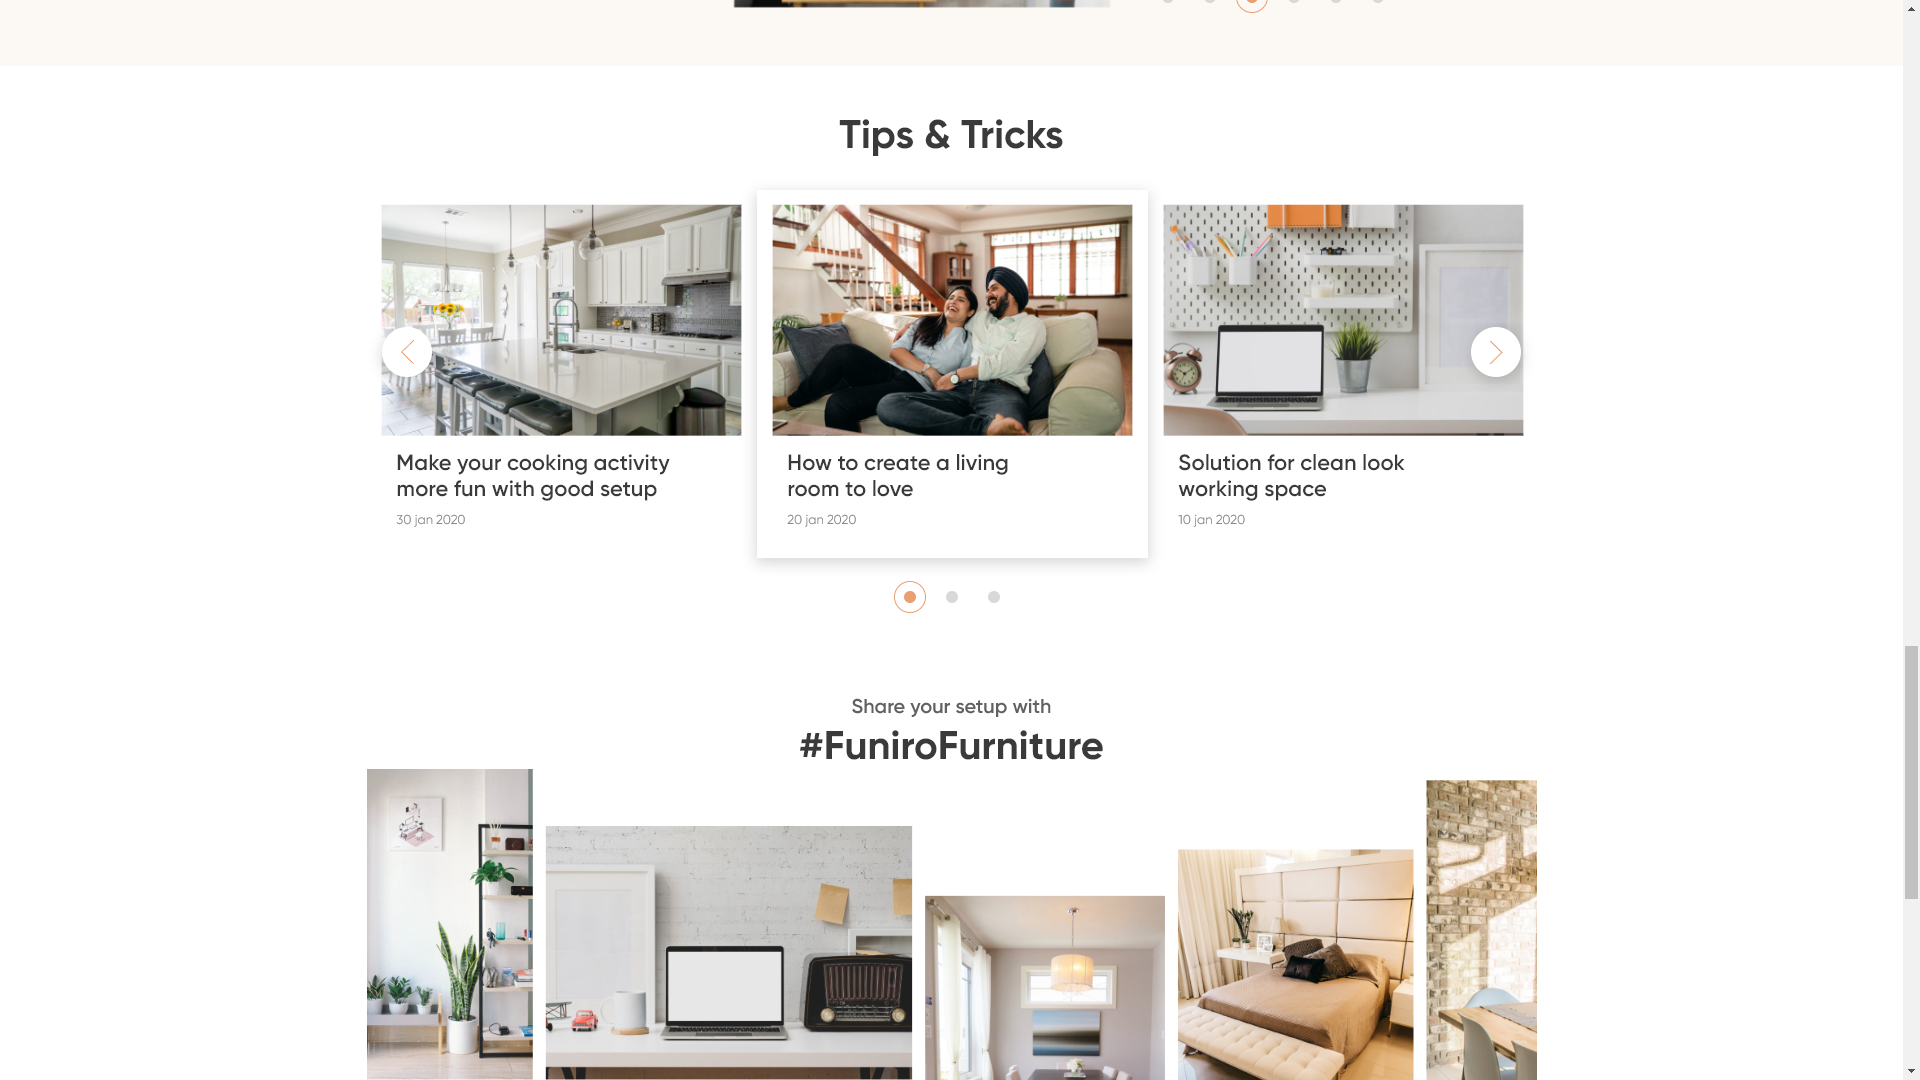 Tips & Tricks
Make your cooking activity
more fun with good setup
30 jan 2020
How to create a living
room to love
20 jan 2020
Solution for clean look
working space
10 jan 2020
Share your setup with
#FuniroFurniture